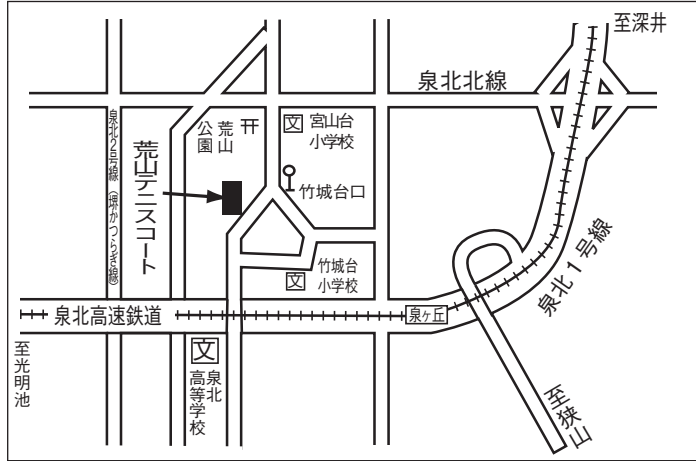 至深井
泉北北線
荒山
公園
文
宮山台
小学校
泉北2号線(堺かつらぎ線)
荒山テニスコート
竹城台口
文
竹城台
小学校
泉北1号線
泉北高速鉄道
泉ヶ丘
至光明池
文
泉北
高等学校
至狭山